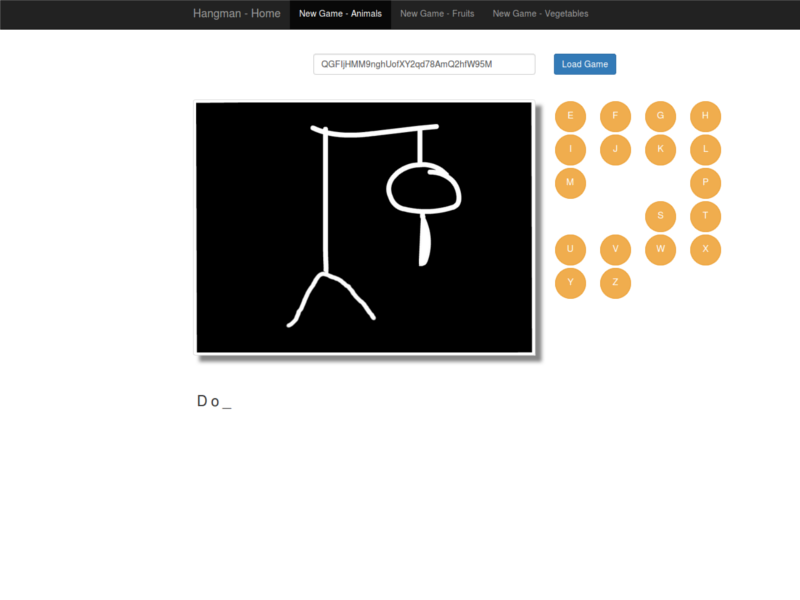 Hangman - Home New Game - Animals New Game - Fruits New Game - Vegetables
QGFIjHMM9nghUofXY2qd78AmQ2hfW95M Load Game
E F G H
I J K L
M P
S T
U V W X
Y Z
D o _